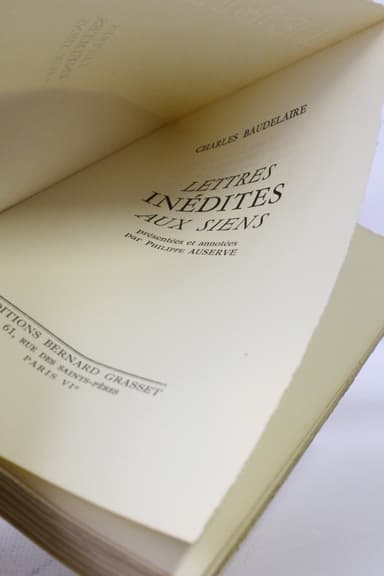 CHARLES BAUDELAIRE
LETTRES
INÉDITES
AUX SIENS
présentées et annotées
par PHILIPPE AUSERVE
DITIONS BERNARD GRASSET
61, RUE DES SAINTS-PÈRES
PARIS VIe